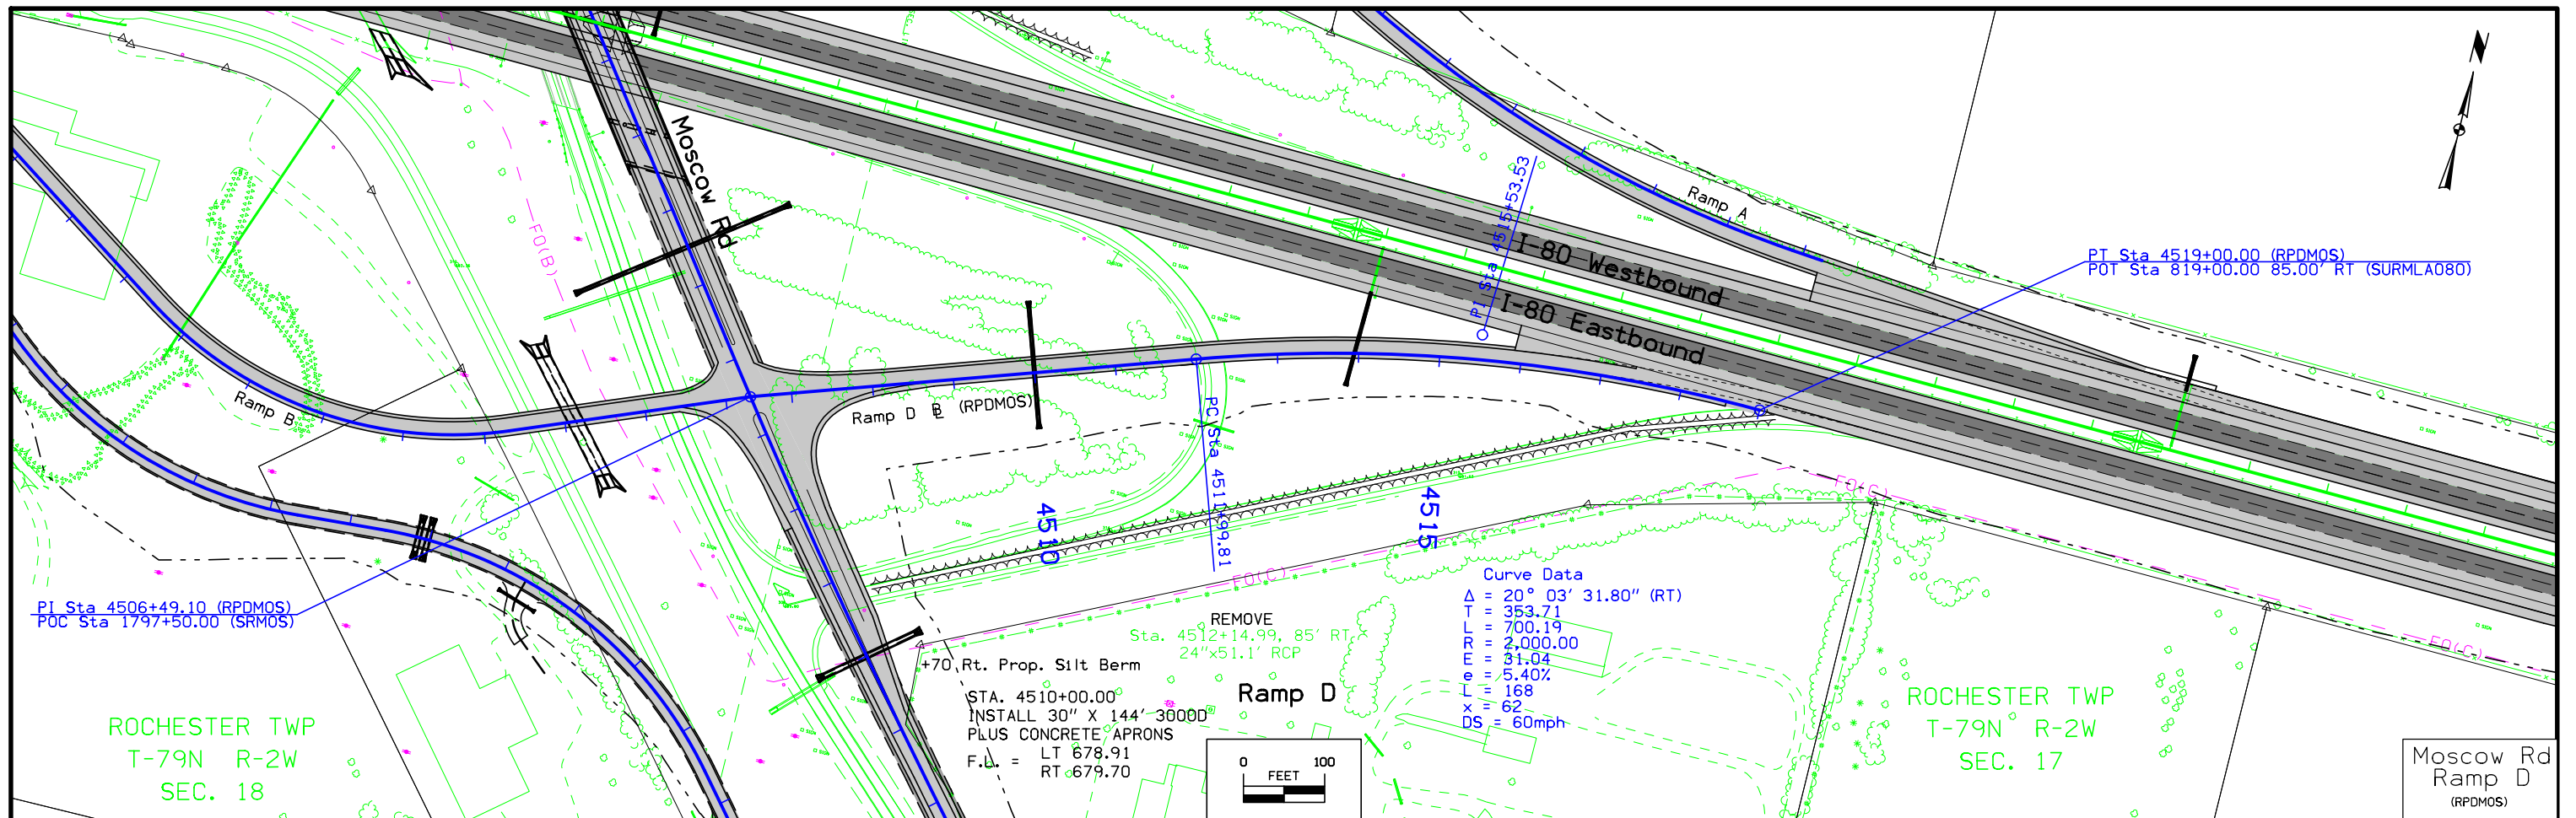 Moscow Rd
FO(B)
Ramp A
PI Sta 4515+53.53
I-80 Westbound
I-80 Eastbound
PT Sta 4519+00.00 (RPDMOS)
POT Sta 819+00.00 85.00' RT (SURMLA080)
Ramp B
Ramp D ⅊ (RPDMOS)
PC Sta 4511+99.81
4510
4515
FO(C)
FO(C)
FO(C)
PI Sta 4506+49.10 (RPDMOS)
POC Sta 1797+50.00 (SRMOS)
Curve Data
Δ = 20° 03' 31.80" (RT)
T = 353.71
L = 700.19
R = 2,000.00
E = 31.04
e = 5.40%
L = 168
x = 62
DS = 60mph
REMOVE
Sta. 4512+14.99, 85' RT
24"x51.1' RCP
+70 Rt. Prop. Silt Berm
STA. 4510+00.00
INSTALL 30" X 144' 3000D
PLUS CONCRETE APRONS
F.L. = LT 678.91
RT 679.70
Ramp D
0 100
FEET
ROCHESTER TWP
T-79N R-2W
SEC. 18
ROCHESTER TWP
T-79N R-2W
SEC. 17
Moscow Rd
Ramp D
(RPDMOS)